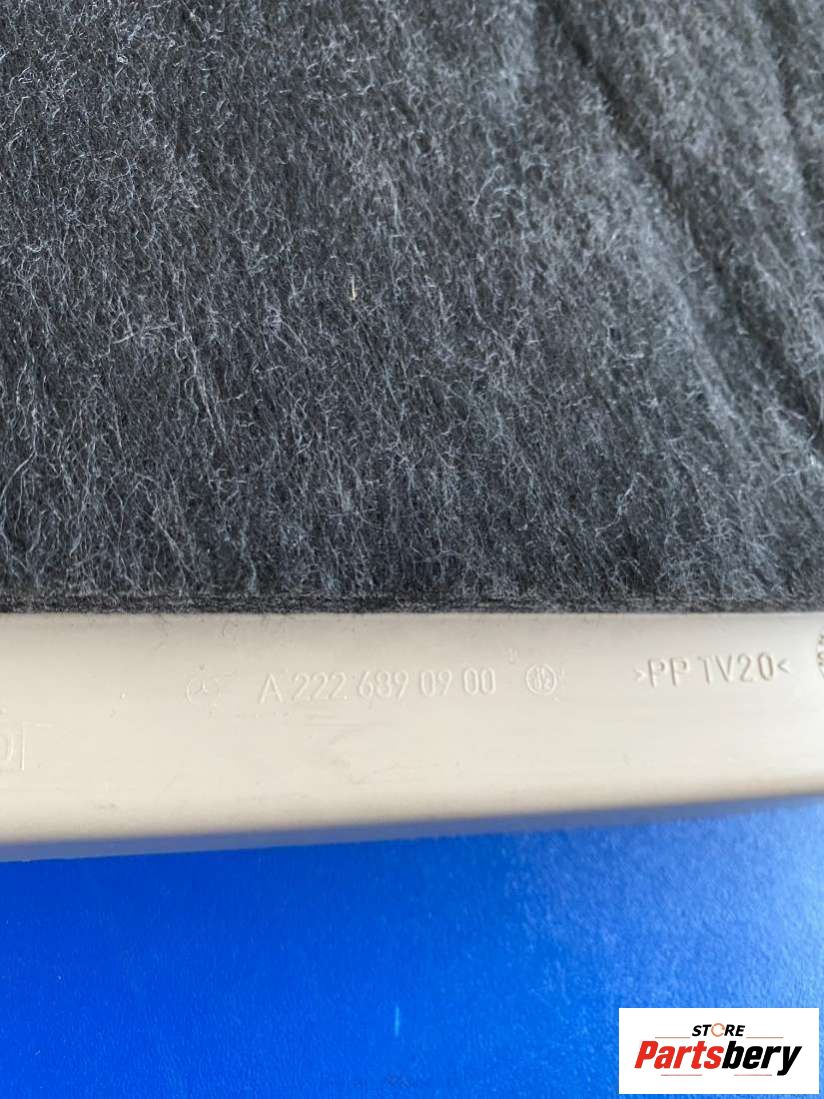 A 222 689 09 00
>PP TV20<
STORE
Partsbery